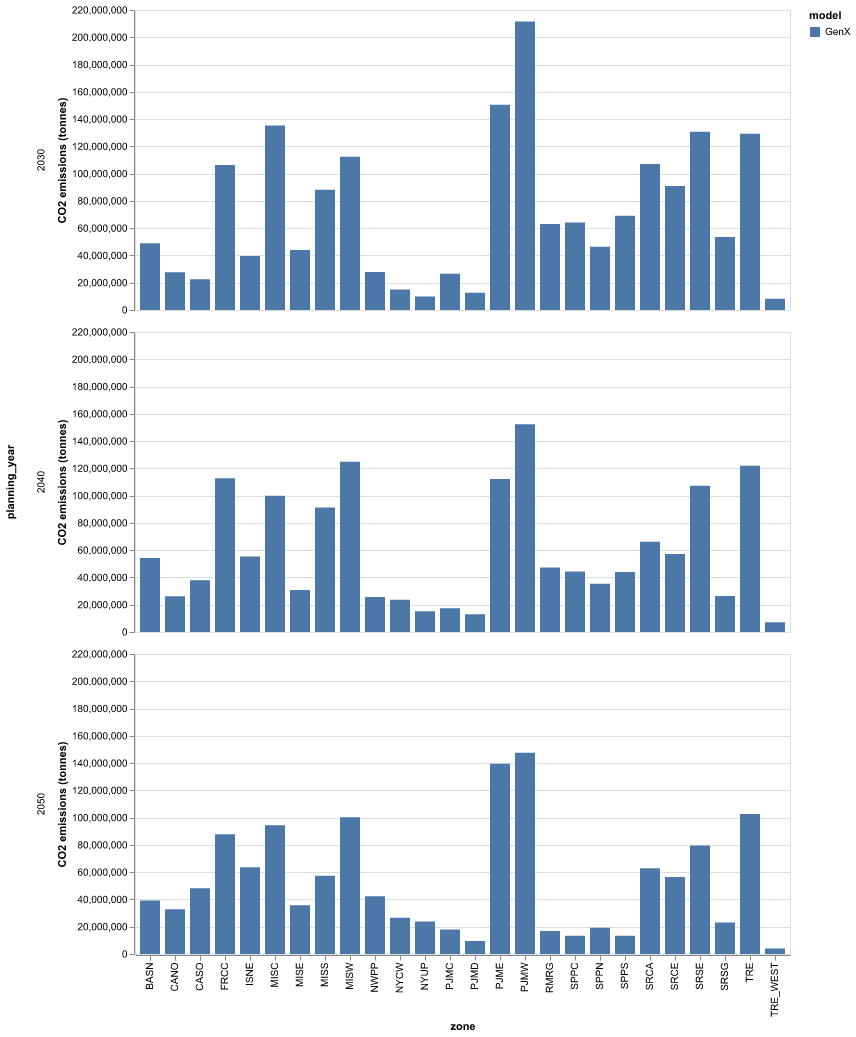 model
GenX
planning_year
2030
CO2 emissions (tonnes)
220,000,000
200,000,000
180,000,000
160,000,000
140,000,000
120,000,000
100,000,000
80,000,000
60,000,000
40,000,000
20,000,000
0
2040
CO2 emissions (tonnes)
220,000,000
200,000,000
180,000,000
160,000,000
140,000,000
120,000,000
100,000,000
80,000,000
60,000,000
40,000,000
20,000,000
0
2050
CO2 emissions (tonnes)
220,000,000
200,000,000
180,000,000
160,000,000
140,000,000
120,000,000
100,000,000
80,000,000
60,000,000
40,000,000
20,000,000
0
BASN
CANO
CASO
FRCC
ISNE
MISC
MISE
MISS
MISW
NWPP
NYCW
NYUP
PJMC
PJMD
PJME
PJMW
RMRG
SPPC
SPPN
SPPS
SRCA
SRCE
SRSE
SRSG
TRE
TRE_WEST
zone